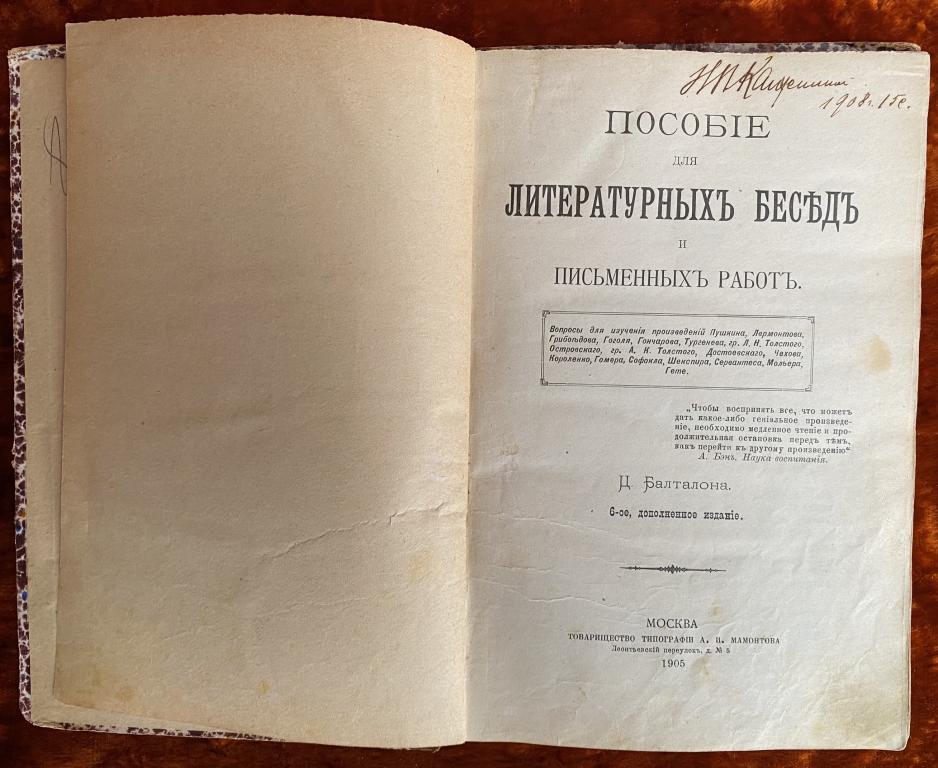 1908г. 15с.
ПОСОБІЕ
ДЛЯ
ЛИТЕРАТУРНЫХЪ БЕСѢДЪ
И
ПИСЬМЕННЫХЪ РАБОТЪ.
Вопросы для изученія произведеній Пушкина, Лермонтова,
Грибоѣдова, Гоголя, Гончарова, Тургенева, гр. Л. Н. Толстого,
Островскаго, гр. А. К. Толстого, Достоевскаго, Чехова,
Короленко, Гомера, Софокла, Шекспира, Сервантеса, Мольера,
Гете.
„Чтобы воспринять все, что можетъ
дать какое-либо геніальное произведе-
ніе, необходимо медленное чтеніе и про-
должительная остановка передъ тѣмъ,
какъ перейти къ другому произведенію“
А. Бэнъ. Наука воспитанія.
Ц. Балталона.
6-ое, дополненное изданіе.
МОСКВА
ТОВАРИЩЕСТВО ТИПОГРАФІИ А. И. МАМОНТОВА
Леонтьевскій переулокъ, д. № 5
1905